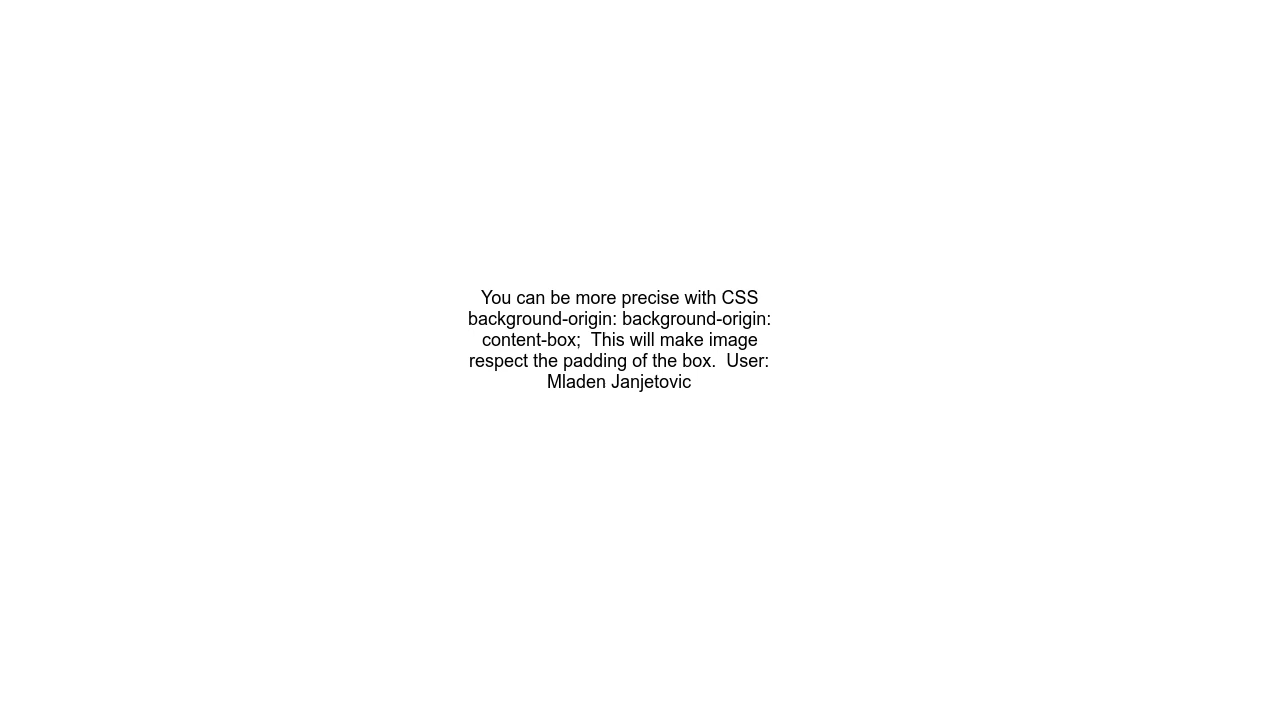 You can be more precise with CSS
background-origin: background-origin:
content-box;  This will make image
respect the padding of the box.  User:
Mladen Janjetovic